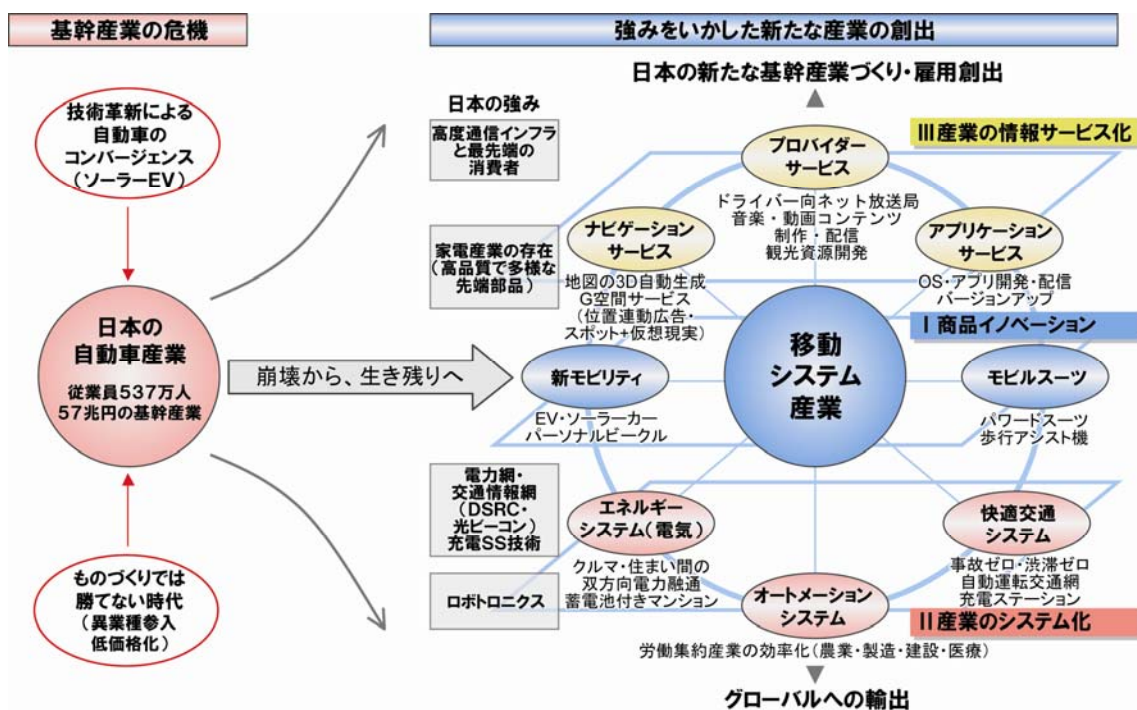 基幹産業の危機
技術革新による
自動車の
コンバージェンス
(ソーラーEV)
日本の
自動車産業
従業員537万人
57兆円の基幹産業
ものづくりでは
勝てない時代
(異業種参入
低価格化)
崩壊から、生き残りへ
強みをいかした新たな産業の創出
日本の新たな基幹産業づくり・雇用創出
日本の強み
高度通信インフラ
と最先端の
消費者
家電産業の存在
(高品質で多様な
先端部品)
電力網・
交通情報網
(DSRC・
光ビーコン)
充電SS技術
ロボトロニクス
III産業の情報サービス化
プロバイダー
サービス
ドライバー向ネット放送局
音楽・動画コンテンツ
制作・配信
観光資源開発
ナビゲーション
サービス
地図の3D自動生成
G空間サービス
(位置連動広告・
スポット+仮想現実)
アプリケーション
サービス
OS・アプリ開発・配信
バージョンアップ
I商品イノベーション
移動
システム
産業
新モビリティ
EV・ソーラーカー
パーソナルビークル
モビルスーツ
パワードスーツ
歩行アシスト機
エネルギー
システム(電気)
クルマ・住まい間の
双方向電力融通
蓄電池付きマンション
快適交通
システム
事故ゼロ・渋滞ゼロ
自動運転交通網
充電ステーション
オートメーション
システム
II産業のシステム化
労働集約産業の効率化(農業・製造・建設・医療)
グローバルへの輸出